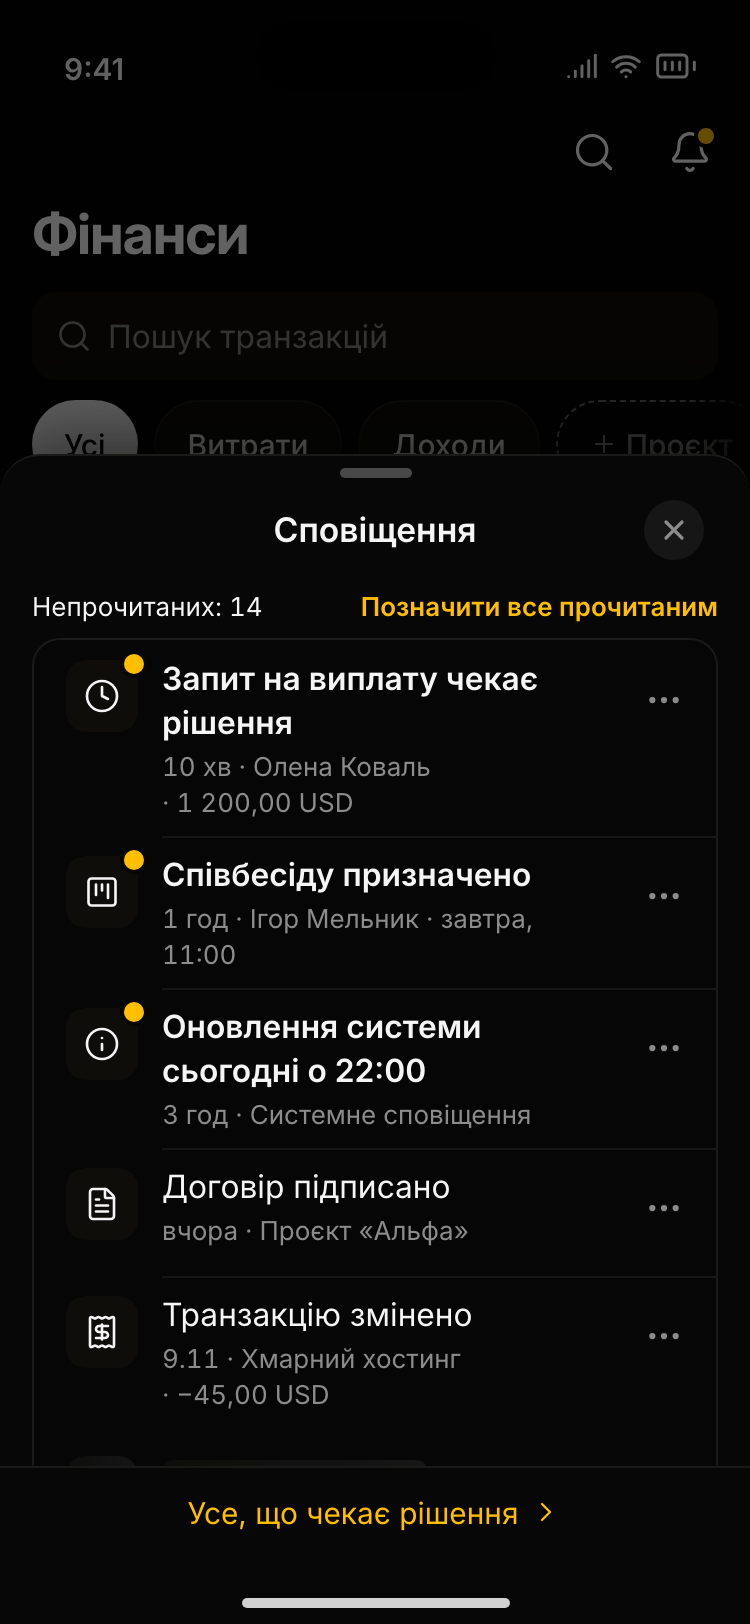 9:41
Фінанси
Пошук транзакцій
Усі
Витрати
Доходи
+ Проєкт
Сповіщення
Непрочитаних: 14
Позначити все прочитаним
Запит на виплату чекає
рішення
10 хв · Олена Коваль
· 1 200,00 USD
Співбесіду призначено
1 год · Ігор Мельник · завтра,
11:00
Оновлення системи
сьогодні о 22:00
3 год · Системне сповіщення
Договір підписано
вчора · Проєкт «Альфа»
Транзакцію змінено
9.11 · Хмарний хостинг
· −45,00 USD
Усе, що чекає рішення